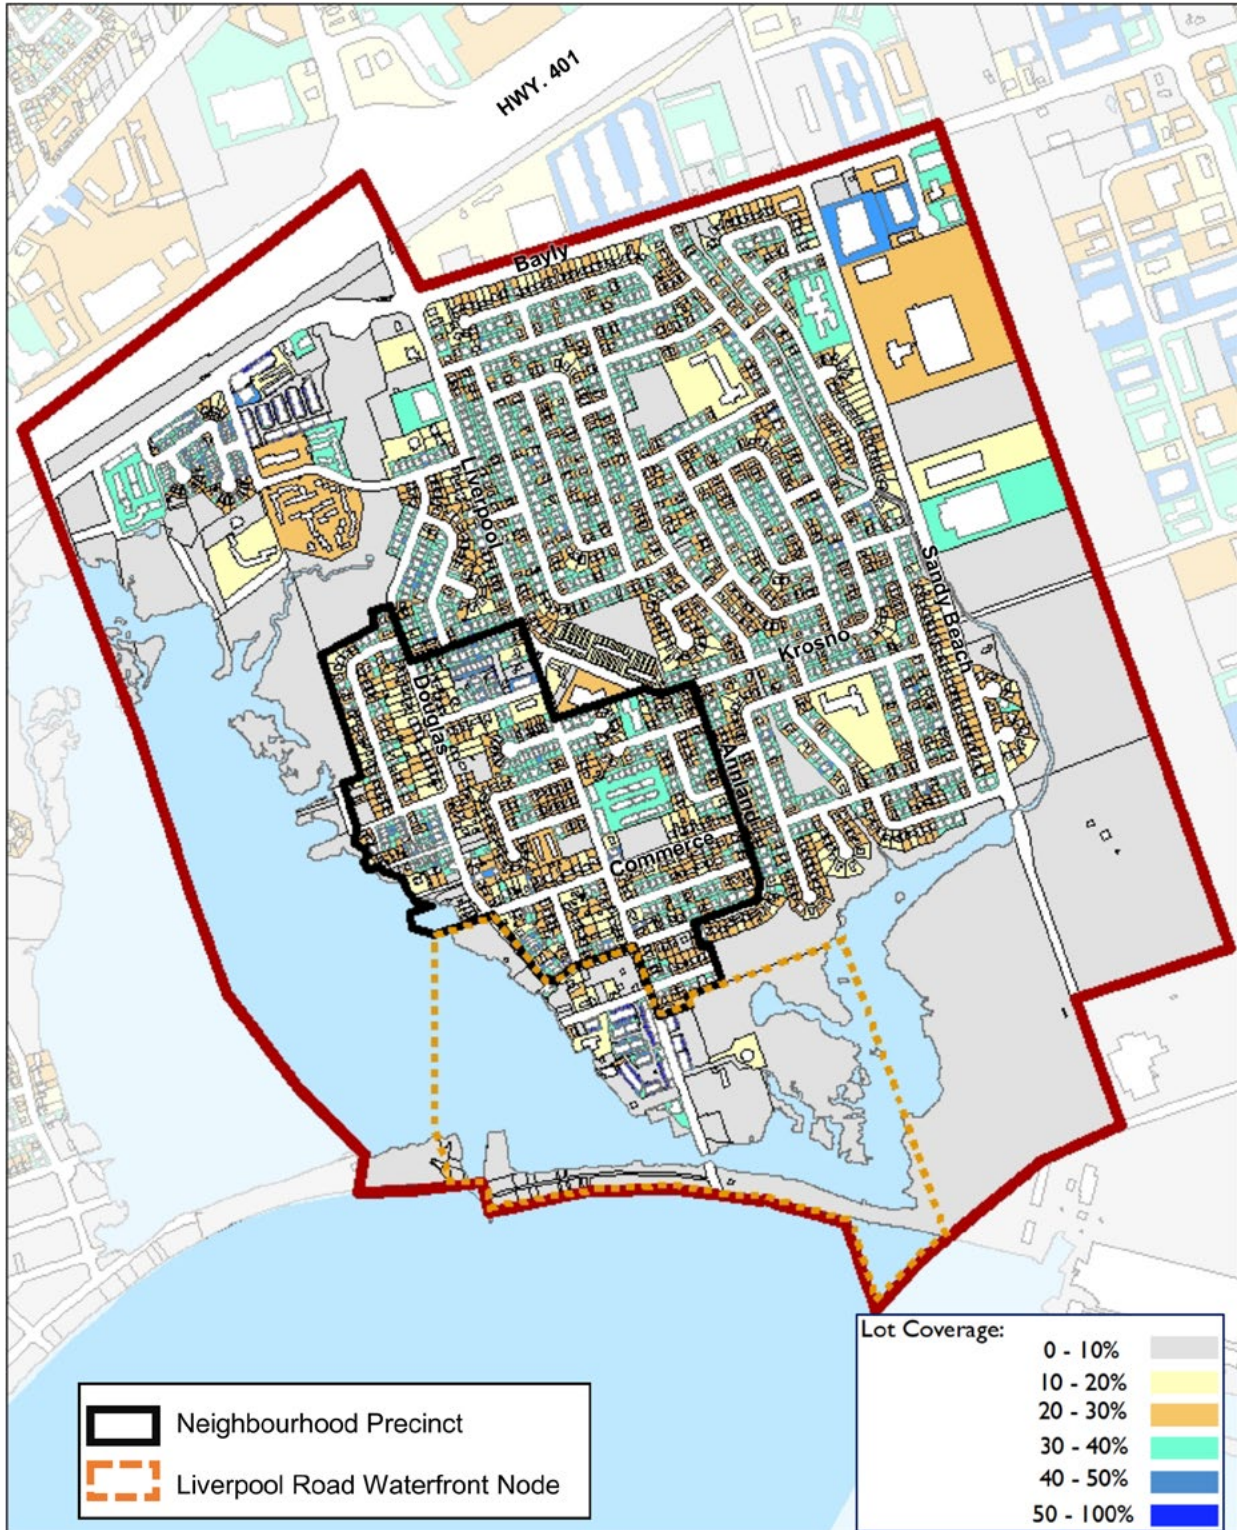 HWY. 401
Bayly
Liverpool
Sandy Beach
Krosno
Douglas
Annland
Commerce
Lot Coverage:
0 - 10%
10 - 20%
20 - 30%
30 - 40%
40 - 50%
50 - 100%
Neighbourhood Precinct
Liverpool Road Waterfront Node